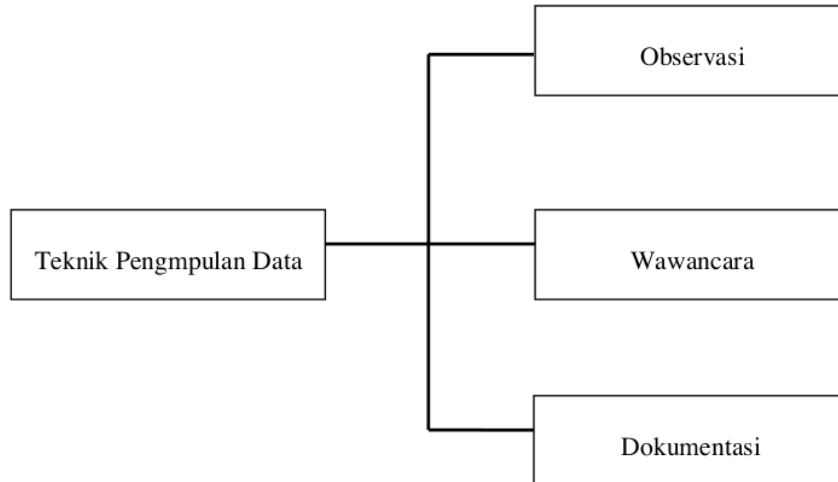 Observasi
Teknik Pengmpulan Data
Wawancara
Dokumentasi